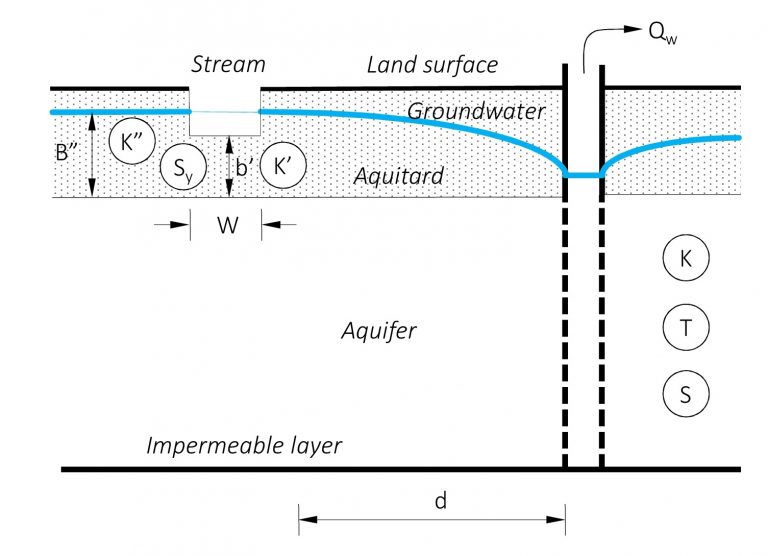 Q_w
Stream
Land surface
Groundwater
K”
B”
S_y
b’
K’
Aquitard
W
K
Aquifer
T
S
Impermeable layer
d